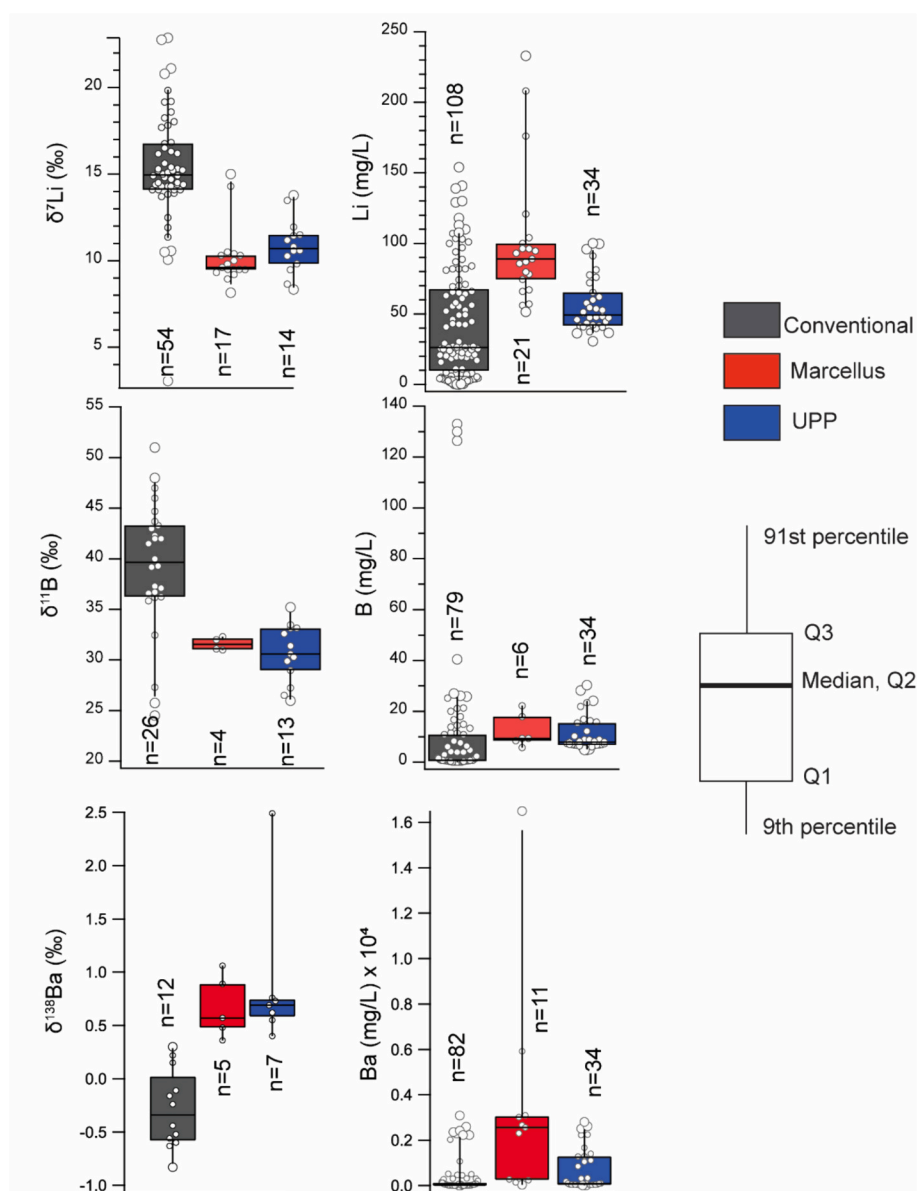 δ⁷Li (‰)
20
15
10
5
n=54
n=17
n=14
Li (mg/L)
250
200
150
100
50
0
n=108
n=21
n=34
Conventional
Marcellus
UPP
δ¹¹B (‰)
55
50
45
40
35
30
25
20
n=26
n=4
n=13
B (mg/L)
140
120
100
80
60
40
20
0
n=79
n=6
n=34
91st percentile
Q3
Median, Q2
Q1
9th percentile
δ¹³⁸Ba (‰)
2.5
2.0
1.5
1.0
0.5
0.0
-0.5
-1.0
n=12
n=5
n=7
Ba (mg/L) x 10⁴
1.6
1.4
1.2
1.0
0.8
0.6
0.4
0.2
0.0
n=82
n=11
n=34